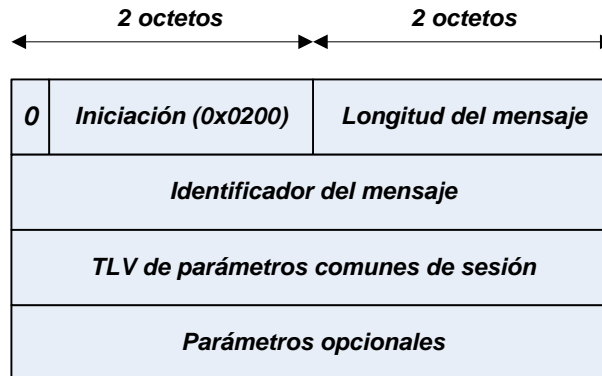 2 octetos 2 octetos
0 Iniciación (0x0200) Longitud del mensaje
Identificador del mensaje
TLV de parámetros comunes de sesión
Parámetros opcionales